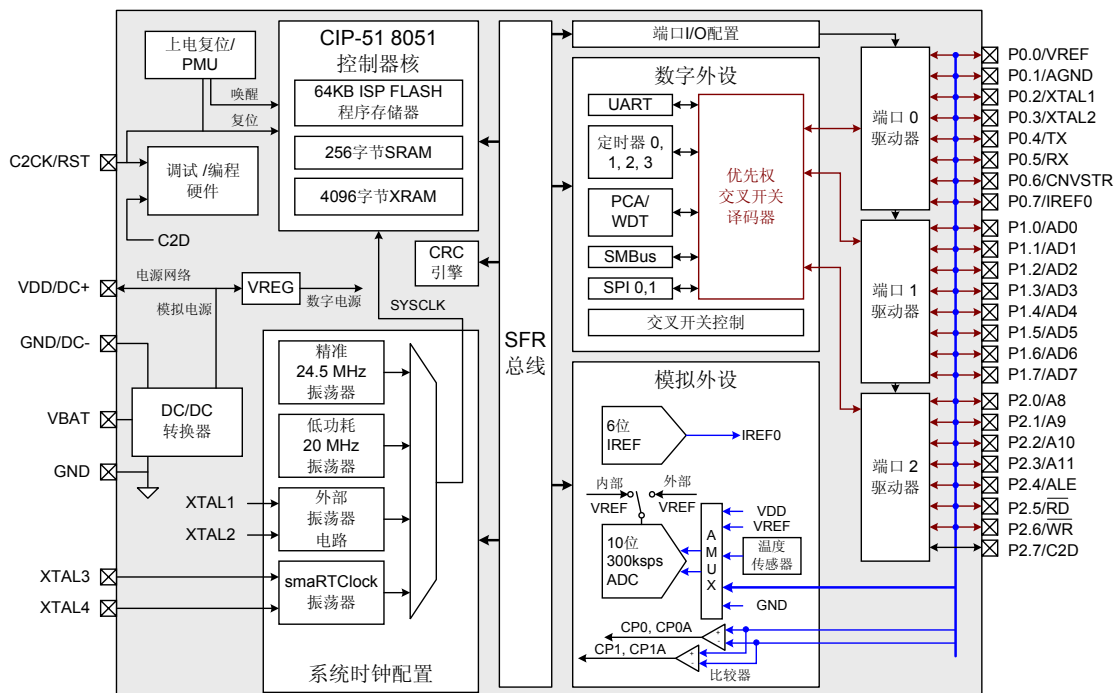 上电复位/
PMU
唤醒
复位
C2CK/RST
调试 /编程
硬件
C2D
CIP-51 8051
控制器核
64KB ISP FLASH
程序存储器
256字节SRAM
4096字节XRAM
CRC
引擎
VDD/DC+
电源网络
模拟电源
VREG
数字电源
SYSCLK
GND/DC-
VBAT
DC/DC
转换器
GND
XTAL1
XTAL2
XTAL3
XTAL4
精准
24.5 MHz
振荡器
低功耗
20 MHz
振荡器
外部
振荡器
电路
smaRTClock
振荡器
系统时钟配置
SFR
总线
端口I/O配置
数字外设
UART
定时器 0,
1, 2, 3
PCA/
WDT
SMBus
SPI 0,1
优先权
交叉开关
译码器
交叉开关控制
模拟外设
6位
IREF
IREF0
内部
VREF
外部
VREF
10位
300ksps
ADC
A
M
U
X
VDD
VREF
温度
传感器
GND
CP0, CP0A
+
-
CP1, CP1A
+
-
比较器
端口 0
驱动器
端口 1
驱动器
端口 2
驱动器
P0.0/VREF
P0.1/AGND
P0.2/XTAL1
P0.3/XTAL2
P0.4/TX
P0.5/RX
P0.6/CNVSTR
P0.7/IREF0
P1.0/AD0
P1.1/AD1
P1.2/AD2
P1.3/AD3
P1.4/AD4
P1.5/AD5
P1.6/AD6
P1.7/AD7
P2.0/A8
P2.1/A9
P2.2/A10
P2.3/A11
P2.4/ALE
P2.5/R̅D̅
P2.6/W̅R̅
P2.7/C2D